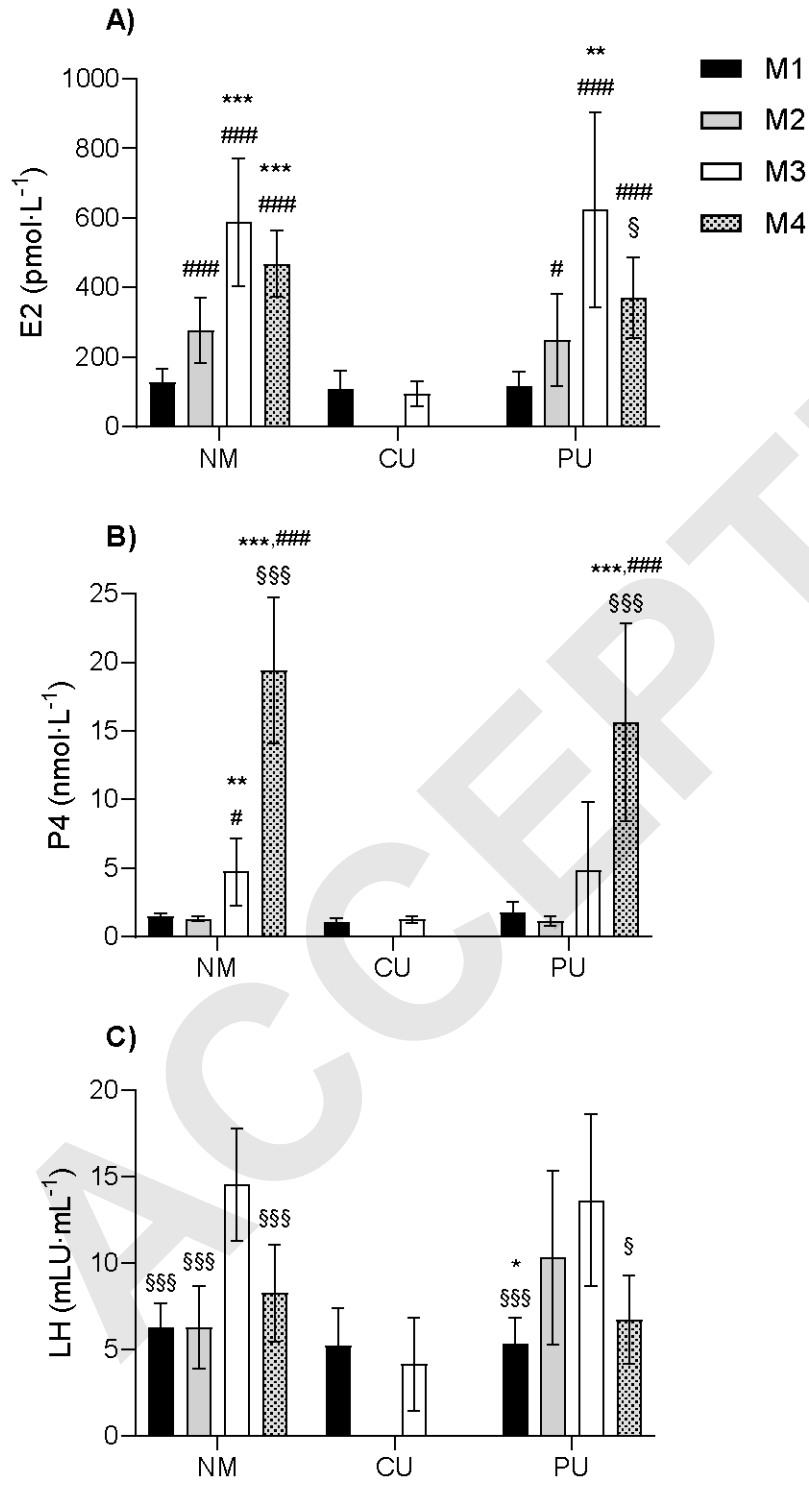 A)
M1
M2
M3
M4
E2 (pmol·L⁻¹)
1000
800
600
400
200
0
###
***
###
***
###
#
**
###
###
§
NM CU PU
B)
P4 (nmol·L⁻¹)
25
20
15
10
5
0
**
#
***,###
§§§
***,###
§§§
NM CU PU
C)
LH (mLU·mL⁻¹)
20
15
10
5
0
§§§
§§§
§§§
*
§§§
§
NM CU PU
ACCEPT